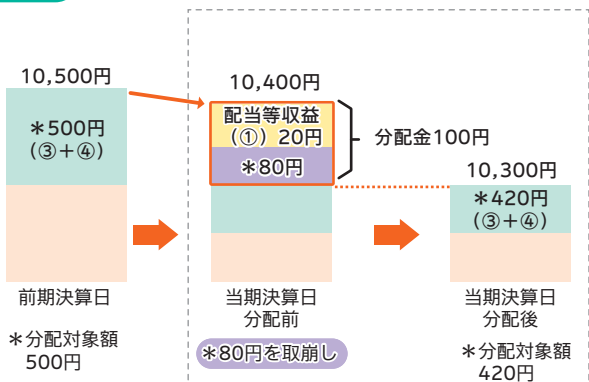 10,500円
＊500円
（③＋④）
前期決算日
＊分配対象額
500円
10,400円
配当等収益
（①）20円
＊80円
分配金100円
当期決算日
分配前
＊80円を取崩し
10,300円
＊420円
（③＋④）
当期決算日
分配後
＊分配対象額
420円